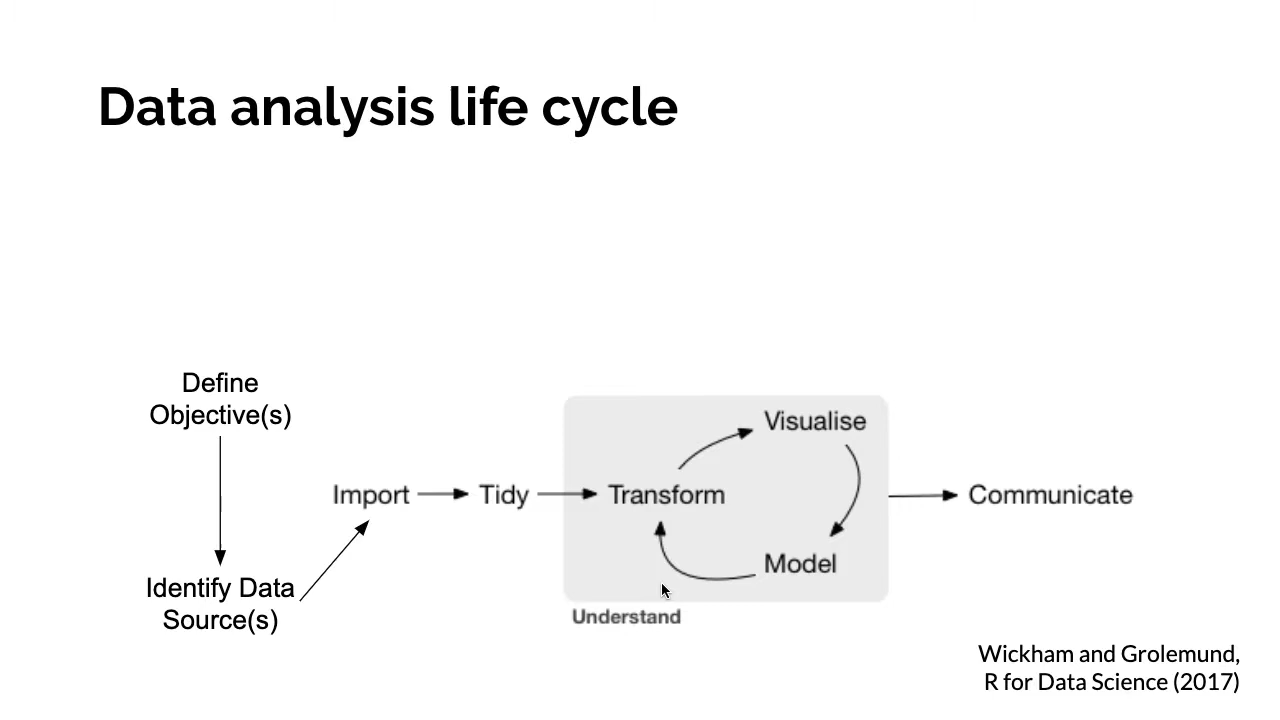 Data analysis life cycle
Define
Objective(s)
Identify Data
Source(s)
Import
Tidy
Transform
Visualise
Model
Understand
Communicate
Wickham and Grolemund,
R for Data Science (2017)